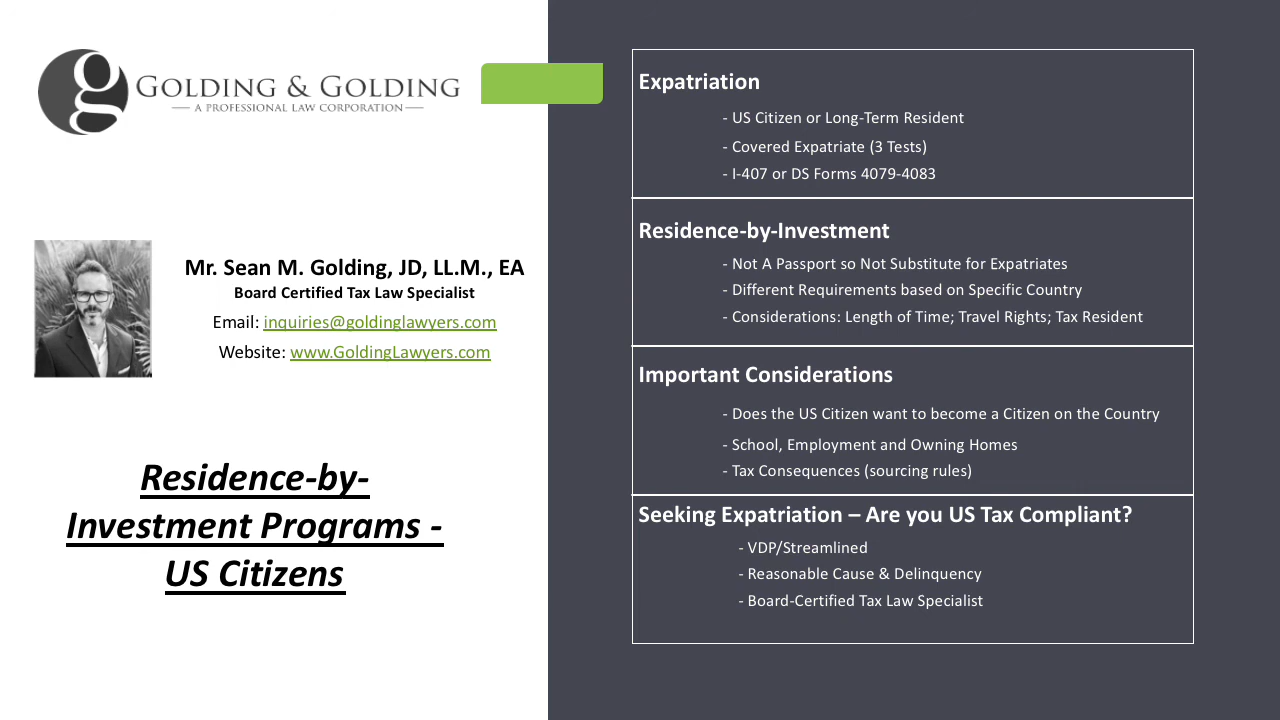 GOLDING & GOLDING
A PROFESSIONAL LAW CORPORATION
Mr. Sean M. Golding, JD, LL.M., EA
Board Certified Tax Law Specialist
Email: inquiries@goldinglawyers.com
Website: www.GoldingLawyers.com
Residence-by-
Investment Programs -
US Citizens
Expatriation
- US Citizen or Long-Term Resident
- Covered Expatriate (3 Tests)
- I-407 or DS Forms 4079-4083
Residence-by-Investment
- Not A Passport so Not Substitute for Expatriates
- Different Requirements based on Specific Country
- Considerations: Length of Time; Travel Rights; Tax Resident
Important Considerations
- Does the US Citizen want to become a Citizen on the Country
- School, Employment and Owning Homes
- Tax Consequences (sourcing rules)
Seeking Expatriation – Are you US Tax Compliant?
- VDP/Streamlined
- Reasonable Cause & Delinquency
- Board-Certified Tax Law Specialist